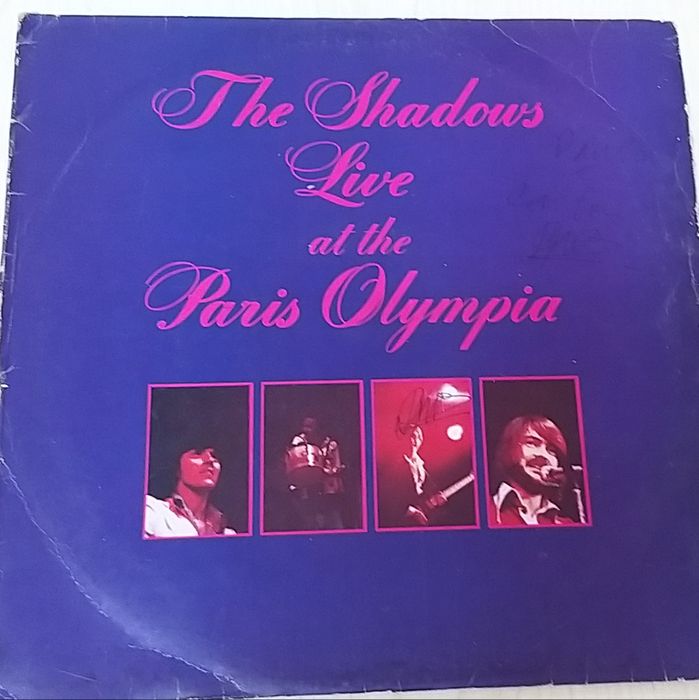 The Shadows
Live
at the
Paris Olympia